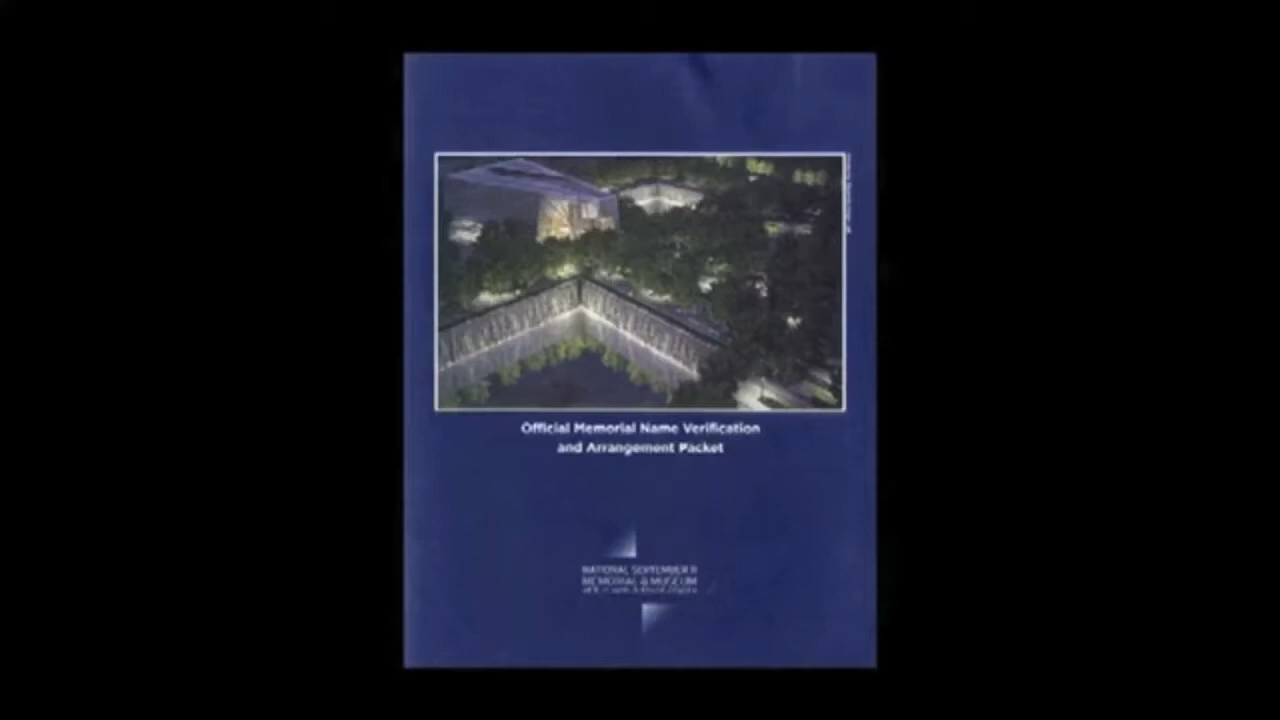 Official Memorial Name Verification
and Arrangement Packet
NATIONAL SEPTEMBER 11
MEMORIAL & MUSEUM